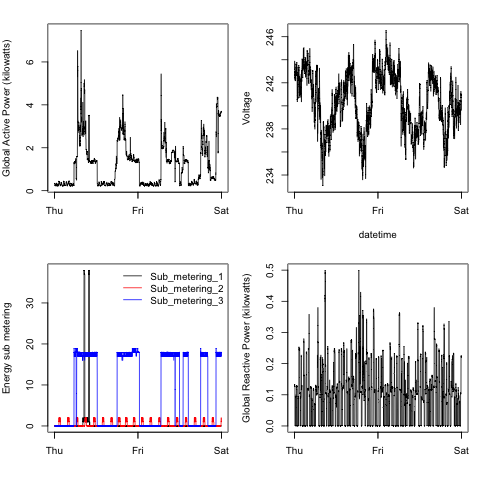 Global Active Power (kilowatts)
0 2 4 6
Thu Fri Sat
Voltage
234 238 242 246
Thu Fri Sat
datetime
Energy sub metering
0 10 20 30
Sub_metering_1
Sub_metering_2
Sub_metering_3
Thu Fri Sat
Global Reactive Power (kilowatts)
0.0 0.1 0.2 0.3 0.4 0.5
Thu Fri Sat